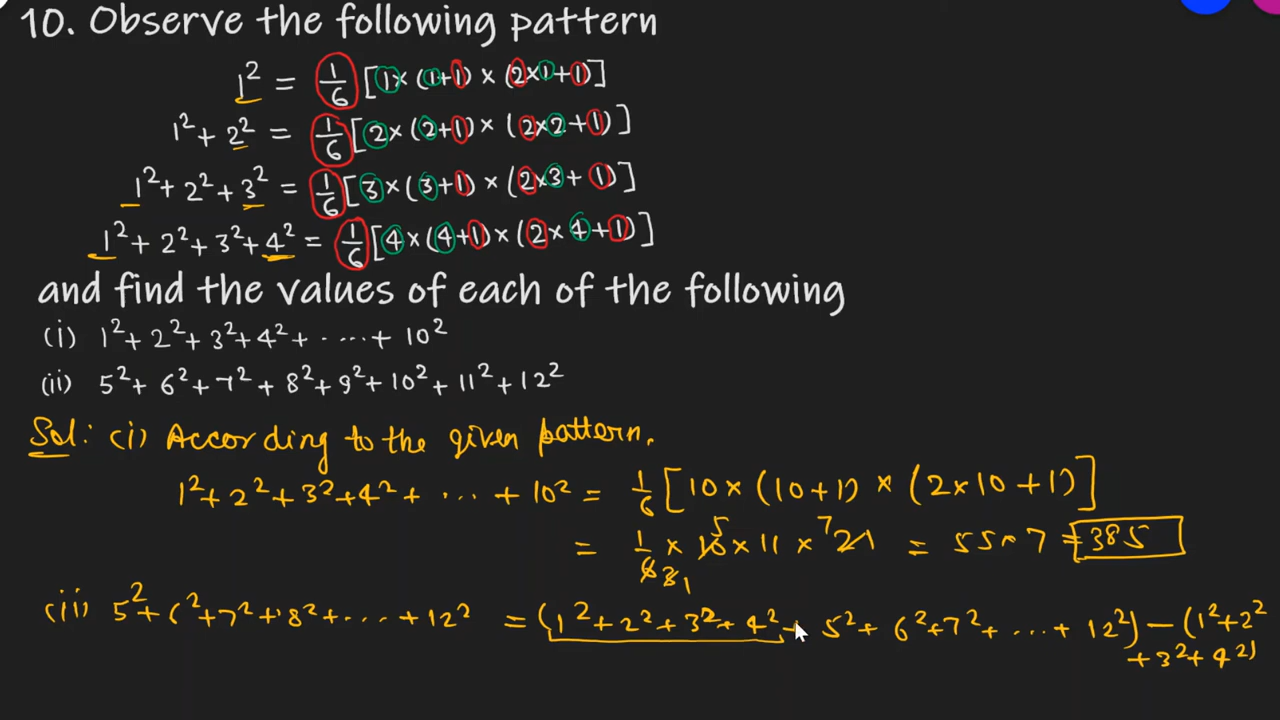 10. Observe the following pattern
1² = 1/6 [1×(1+1) × (2×1+1)]
1²+ 2² = 1/6 [2×(2+1) × (2×2+1)]
1²+ 2²+ 3² = 1/6 [3×(3+1) × (2×3+1)]
1²+ 2²+ 3²+ 4² = 1/6 [4×(4+1) × (2×4+1)]
and find the values of each of the following
(i) 1²+ 2²+ 3²+ 4²+ ..... + 10²
(ii) 5²+ 6²+ 7²+ 8²+ 9²+ 10²+ 11²+ 12²
Sol: (i) According to the given pattern.
1²+ 2²+ 3²+ 4²+ ... + 10² = 1/6 [10×(10+1) × (2×10+1)]
= 1/6 × 10 5 × 11 × 7 21 = 55×7 = 385
3 1
(ii) 5²+ 6²+ 7²+ 8²+ ... + 12² = (1²+ 2²+ 3²+ 4²+ 5²+ 6²+ 7²+ ... + 12²) − (1²+ 2²
+ 3²+ 4²)